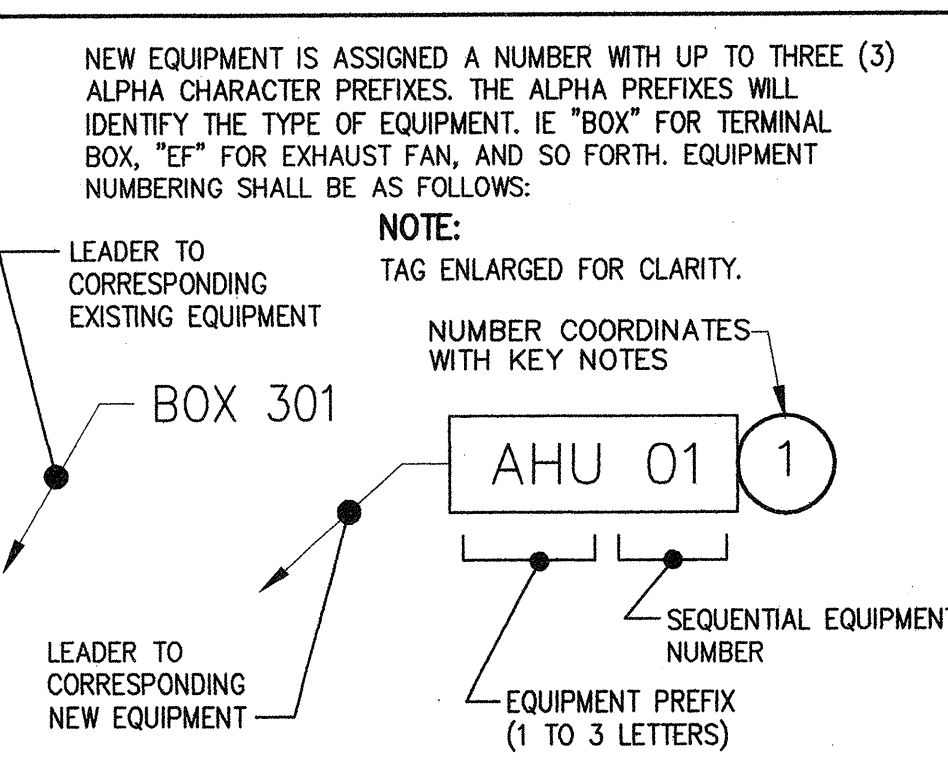 NEW EQUIPMENT IS ASSIGNED A NUMBER WITH UP TO THREE (3)
ALPHA CHARACTER PREFIXES. THE ALPHA PREFIXES WILL
IDENTIFY THE TYPE OF EQUIPMENT. IE "BOX" FOR TERMINAL
BOX, "EF" FOR EXHAUST FAN, AND SO FORTH. EQUIPMENT
NUMBERING SHALL BE AS FOLLOWS:
NOTE:
TAG ENLARGED FOR CLARITY.
LEADER TO
CORRESPONDING
EXISTING EQUIPMENT
NUMBER COORDINATES
WITH KEY NOTES
BOX 301
AHU 01
1
SEQUENTIAL EQUIPMENT
NUMBER
LEADER TO
CORRESPONDING
NEW EQUIPMENT
EQUIPMENT PREFIX
(1 TO 3 LETTERS)